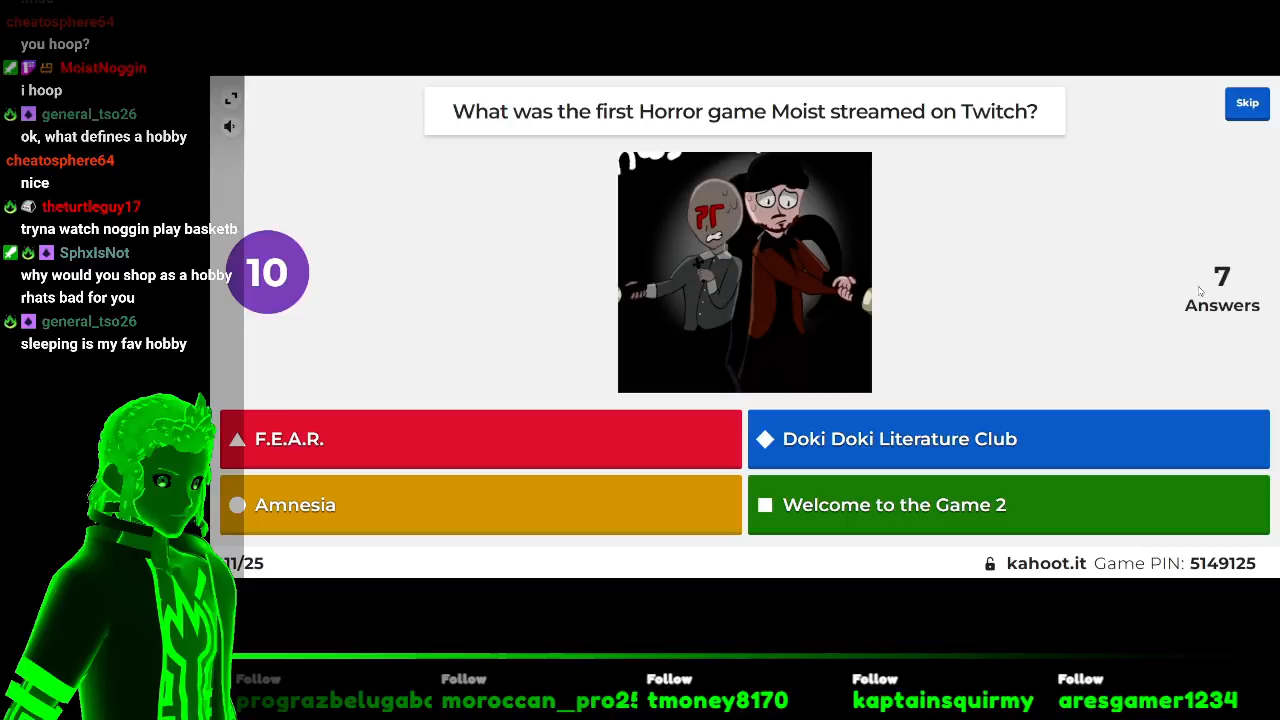 cheatosphere64
you hoop?
MoistNoggin
i hoop
general_tso26
ok, what defines a hobby
cheatosphere64
nice
theturtleguy17
tryna watch noggin play basketb
SphxIsNot
why would you shop as a hobby
rhats bad for you
general_tso26
sleeping is my fav hobby
What was the first Horror game Moist streamed on Twitch?
Skip
10
7
Answers
F.E.A.R.
Doki Doki Literature Club
Amnesia
Welcome to the Game 2
11/25
kahoot.it Game PIN: 5149125
Follow
prograzbelugabc
Follow
moroccan_pro25
Follow
tmoney8170
Follow
kaptainsquirmy
Follow
aresgamer1234